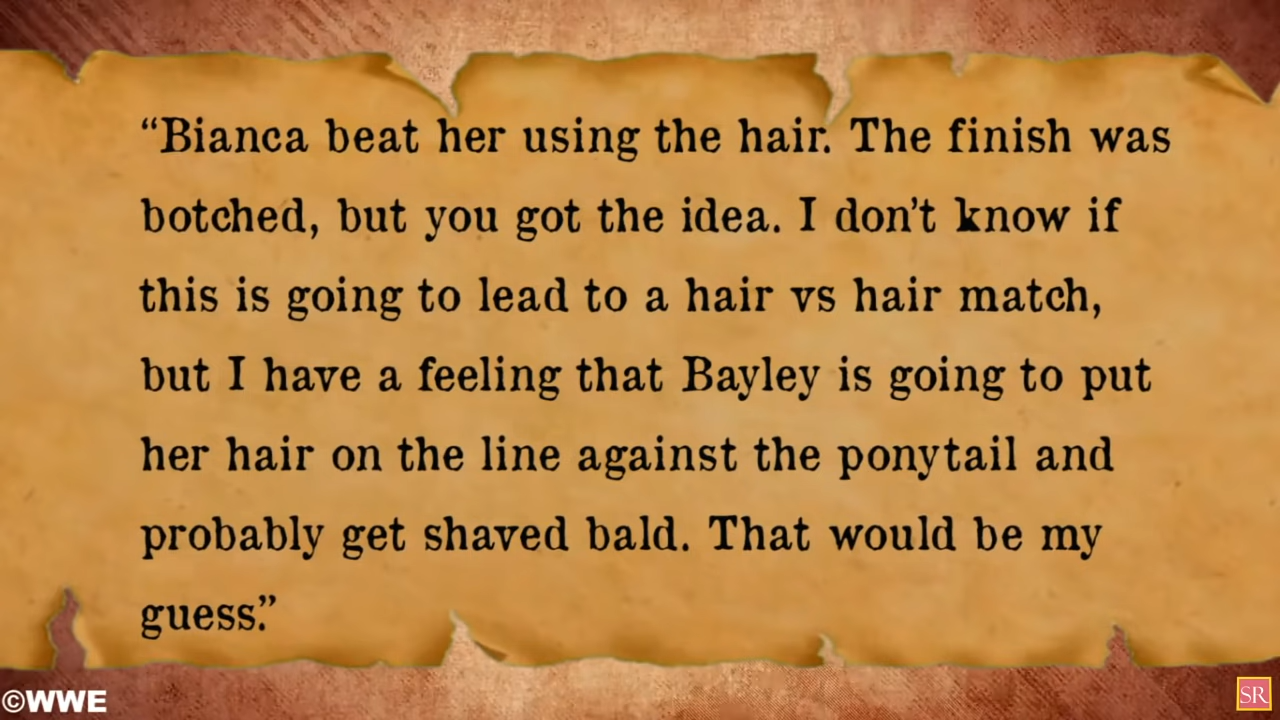 “Bianca beat her using the hair. The finish was
botched, but you got the idea. I don’t know if
this is going to lead to a hair vs hair match,
but I have a feeling that Bayley is going to put
her hair on the line against the ponytail and
probably get shaved bald. That would be my
guess.”
©WWE
SR